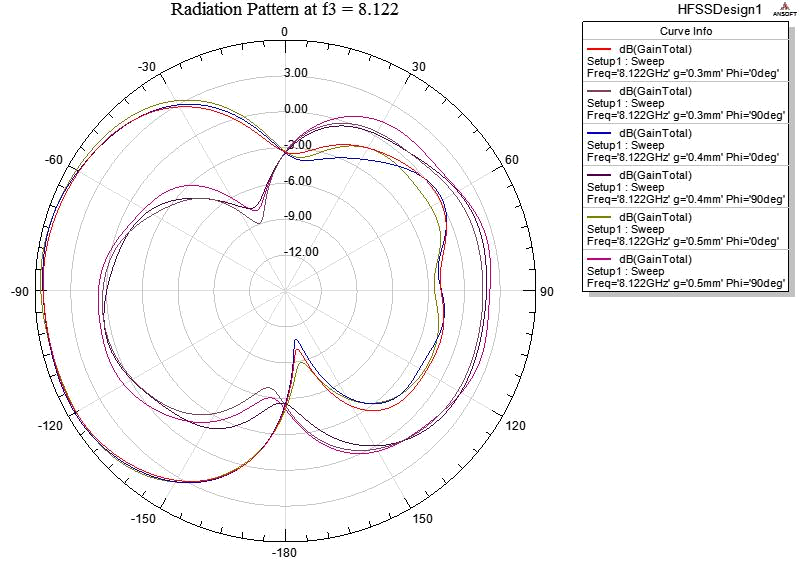 Radiation Pattern at f3 = 8.122
HFSSDesign1
ANSOFT
Curve Info
dB(GainTotal)
Setup1 : Sweep
Freq='8.122GHz' g='0.3mm' Phi='0deg'
dB(GainTotal)
Setup1 : Sweep
Freq='8.122GHz' g='0.3mm' Phi='90deg'
dB(GainTotal)
Setup1 : Sweep
Freq='8.122GHz' g='0.4mm' Phi='0deg'
dB(GainTotal)
Setup1 : Sweep
Freq='8.122GHz' g='0.4mm' Phi='90deg'
dB(GainTotal)
Setup1 : Sweep
Freq='8.122GHz' g='0.5mm' Phi='0deg'
dB(GainTotal)
Setup1 : Sweep
Freq='8.122GHz' g='0.5mm' Phi='90deg'
0
-30
30
3.00
0.00
-3.00
-60
60
-6.00
-9.00
-12.00
-90
90
-120
120
-150
150
-180